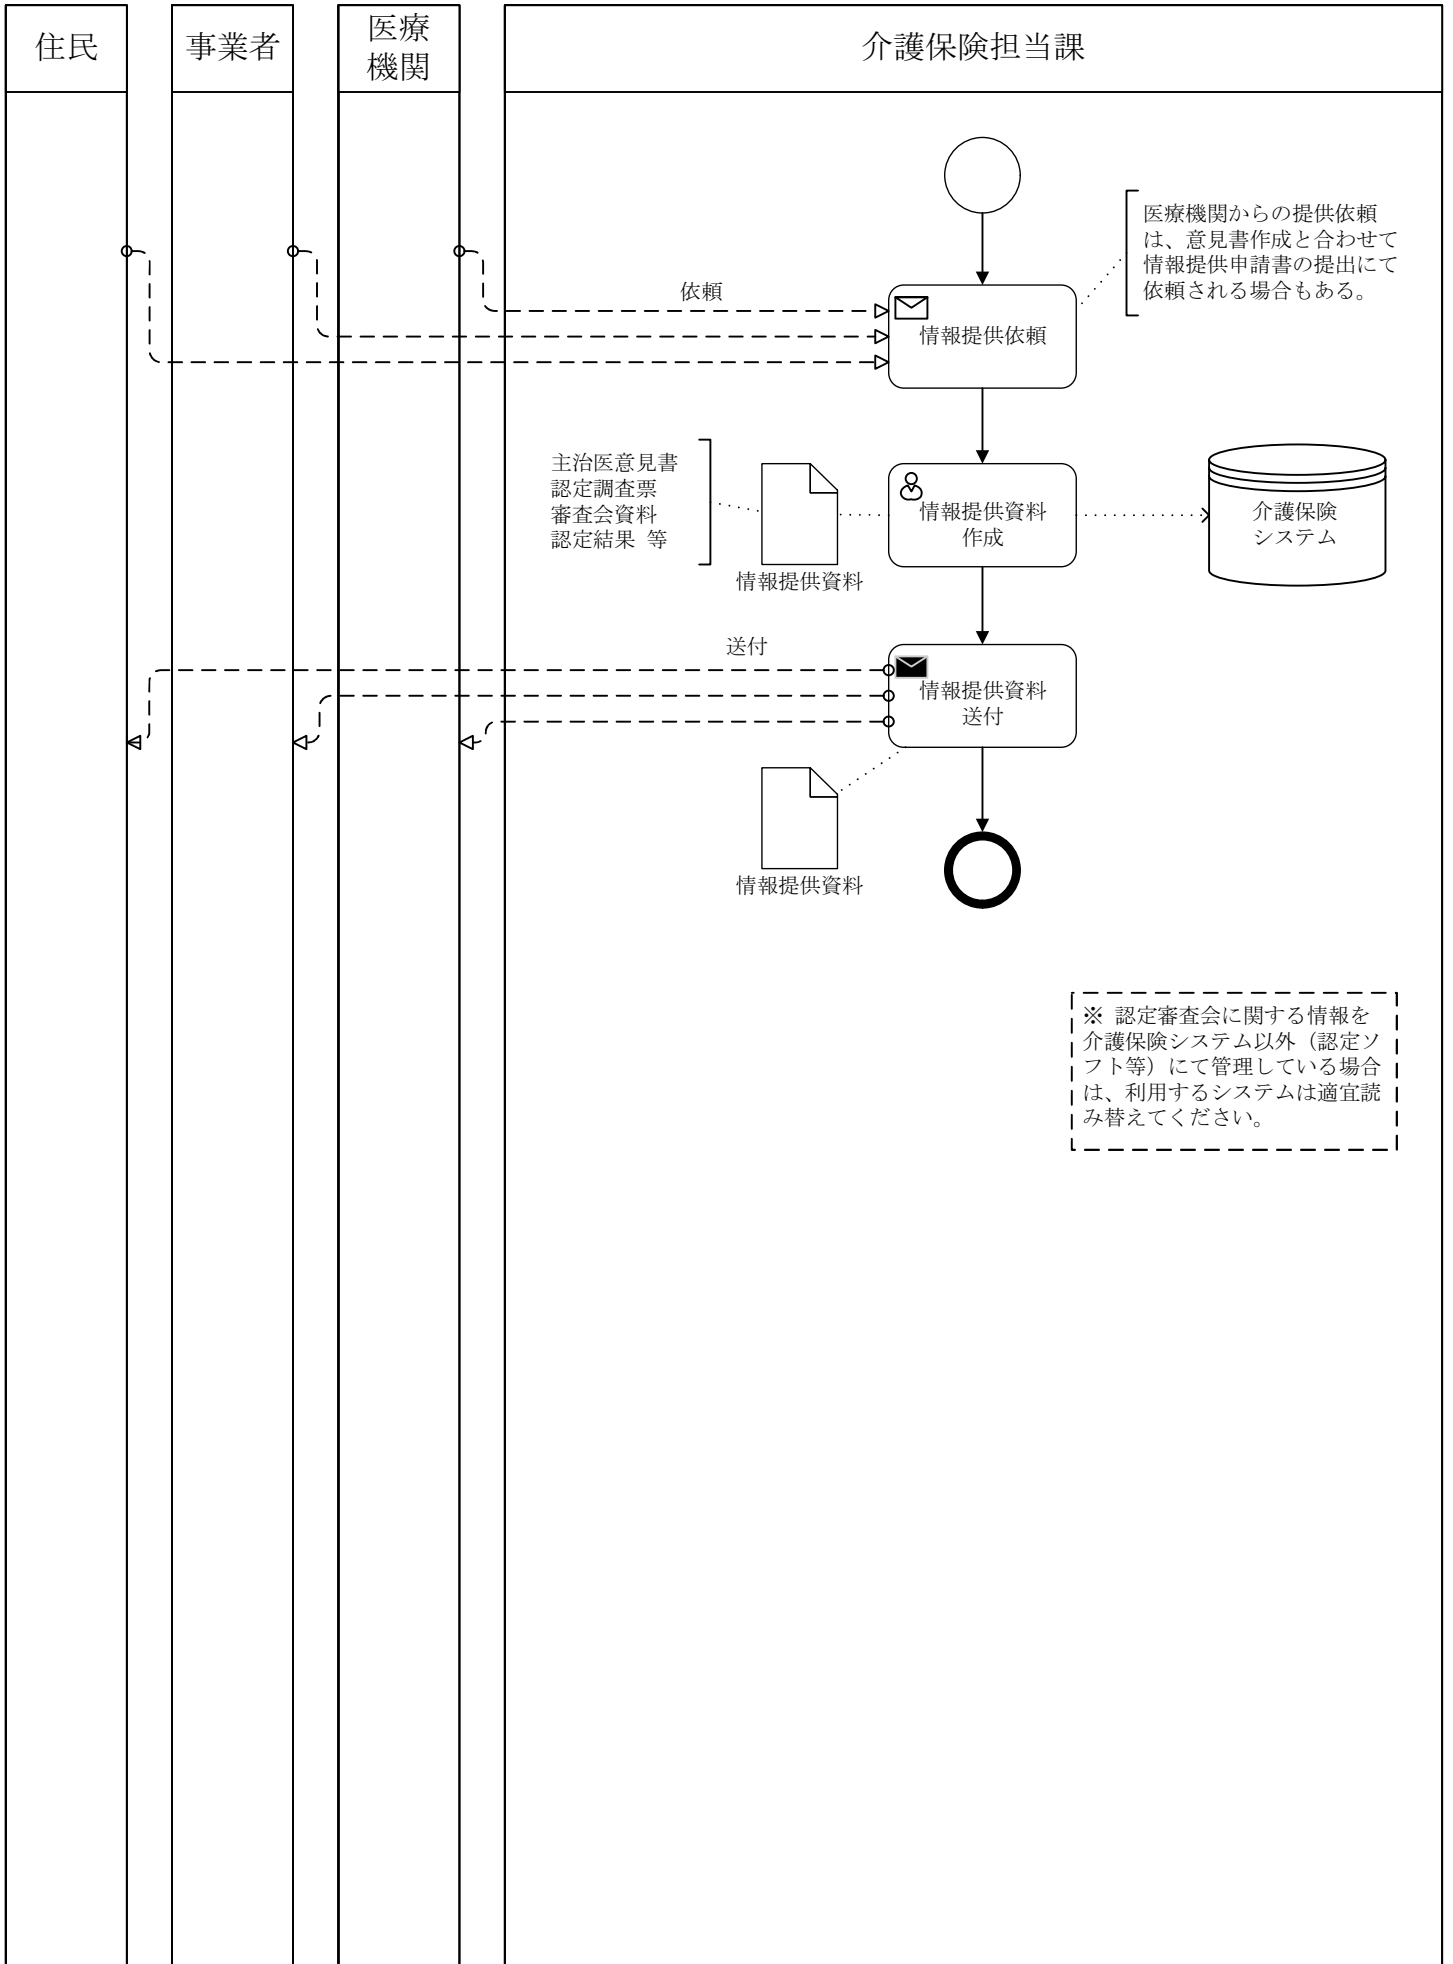 住民
事業者
医療
機関
介護保険担当課
医療機関からの提供依頼
は、意見書作成と合わせて
情報提供申請書の提出にて
依頼される場合もある。
依頼
情報提供依頼
主治医意見書
認定調査票
審査会資料
認定結果 等
情報提供資料
情報提供資料
作成
介護保険
システム
送付
情報提供資料
送付
情報提供資料
※ 認定審査会に関する情報を
介護保険システム以外（認定ソ
フト等）にて管理している場合
は、利用するシステムは適宜読
み替えてください。